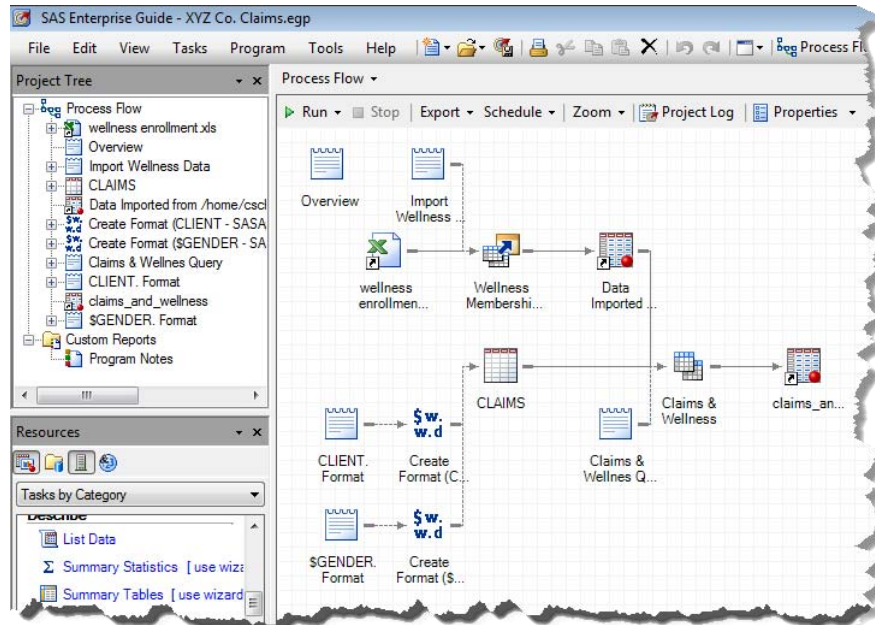 SAS Enterprise Guide - XYZ Co. Claims.egp
File Edit View Tasks Program Tools Help Process Fl
Project Tree
Process Flow
wellness enrollment.xls
Overview
Import Wellness Data
CLAIMS
Data Imported from /home/cscl
Create Format (CLIENT - SASA
Create Format ($GENDER - SA
Claims & Wellnes Query
CLIENT. Format
claims_and_wellness
$GENDER. Format
Custom Reports
Program Notes
Resources
Tasks by Category
Describe
List Data
Summary Statistics [ use wiza
Summary Tables [ use wizard
Process Flow
Run Stop Export Schedule Zoom Project Log Properties
Overview
Import
Wellness ...
wellness
enrollmen...
Wellness
Membershi...
Data
Imported ...
CLAIMS
Claims &
Wellness
claims_an...
CLIENT.
Format
$w.
w.d
Create
Format (C...
Claims &
Wellnes Q...
$GENDER.
Format
$w.
w.d
Create
Format ($...